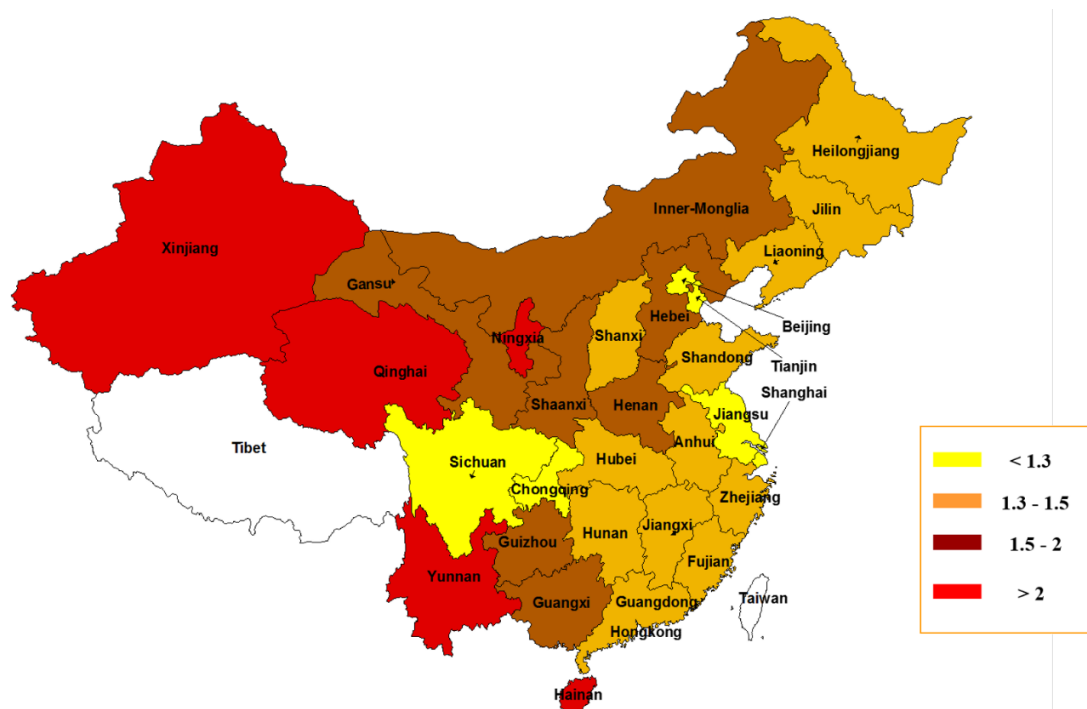 Heilongjiang
Jilin
Inner-Monglia
Xinjiang
Liaoning
Gansu
Hebei
Beijing
Ningxia
Shanxi
Shandong
Tianjin
Qinghai
Shanghai
Shaanxi
Henan
Jiangsu
Tibet
Anhui
Sichuan
Hubei
Chongqing
Zhejiang
Hunan
Jiangxi
Guizhou
Fujian
Yunnan
Taiwan
Guangxi
Guangdong
Hongkong
Hainan
< 1.3
1.3 - 1.5
1.5 - 2
> 2